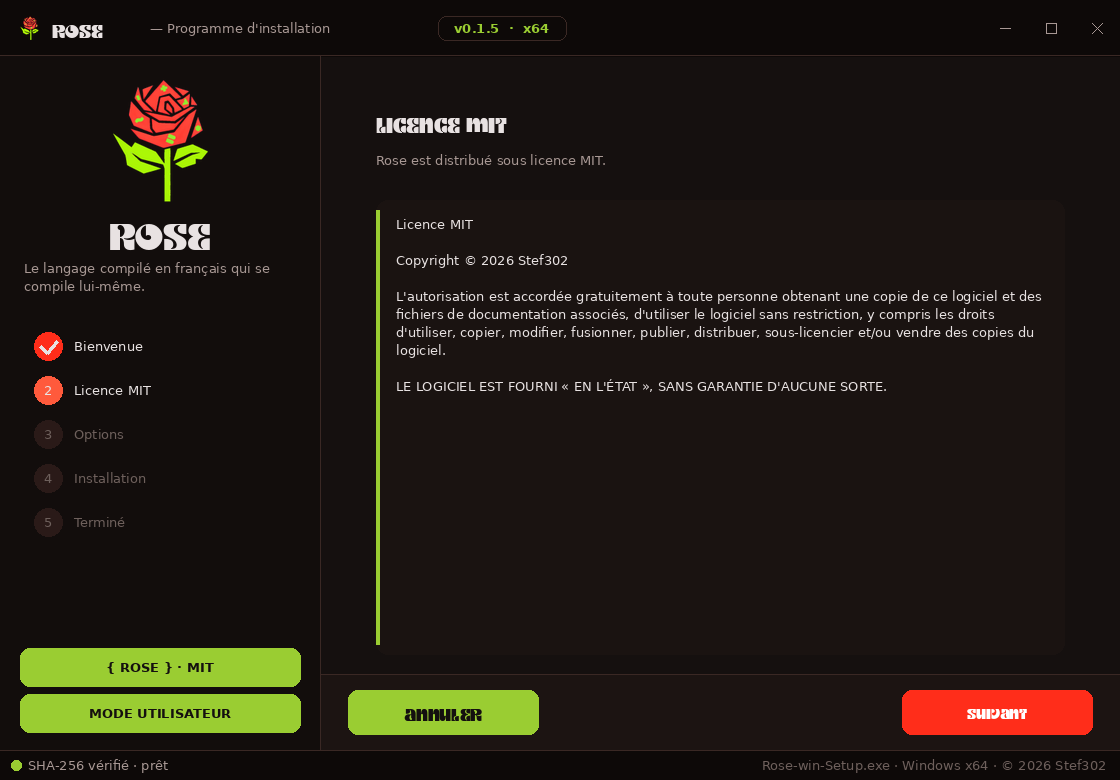 ROSE
— Programme d'installation
v0.1.5 · x64
ROSE
Le langage compilé en français qui se
compile lui-même.
Bienvenue
2 Licence MIT
3 Options
4 Installation
5 Terminé
{ ROSE } · MIT
MODE UTILISATEUR
LICENCE MIT
Rose est distribué sous licence MIT.
Licence MIT
Copyright © 2026 Stef302
L'autorisation est accordée gratuitement à toute personne obtenant une copie de ce logiciel et des
fichiers de documentation associés, d'utiliser le logiciel sans restriction, y compris les droits
d'utiliser, copier, modifier, fusionner, publier, distribuer, sous-licencier et/ou vendre des copies du
logiciel.
LE LOGICIEL EST FOURNI « EN L'ÉTAT », SANS GARANTIE D'AUCUNE SORTE.
ANNULER
SUIVANT
SHA-256 vérifié · prêt
Rose-win-Setup.exe · Windows x64 · © 2026 Stef302